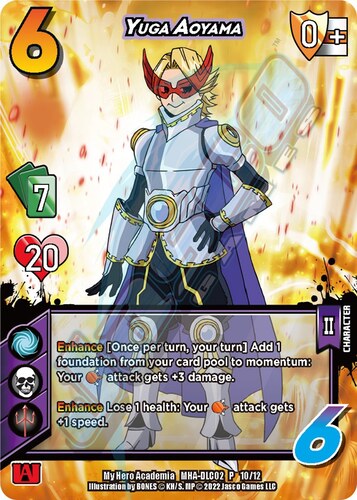 6
YUGA AOYAMA
0 +
7
20
II
CHARACTER
Enhance [Once per turn, your turn] Add 1
foundation from your card pool to momentum:
Your attack gets +3 damage.
Enhance Lose 1 health: Your attack gets
+1 speed.
6
UA
My Hero Academia MHA-DLC02 P 10/12
Illustration by BONES © KH/S, MP © 2022 Jasco Games LLC